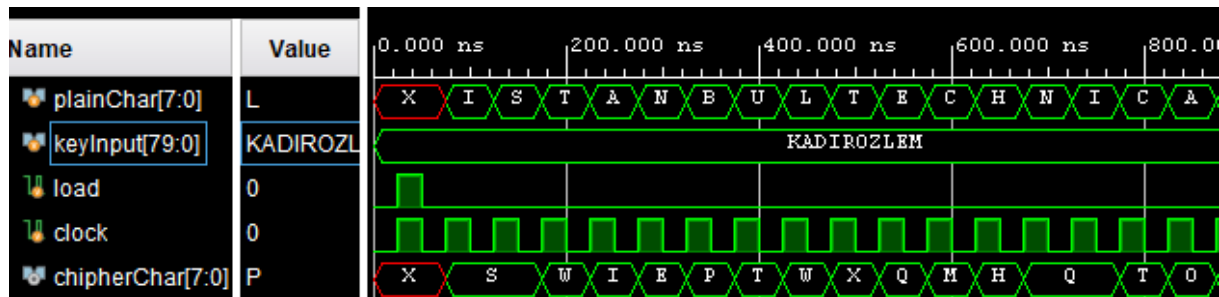 Name Value 0.000 ns 200.000 ns 400.000 ns 600.000 ns 800.0
plainChar[7:0] L X I S T A N B U L T E C H N I C A
keyInput[79:0] KADIROZL KADIROZLEM
load 0
clock 0
chipherChar[7:0] P X S W I E P T W X Q M H Q T O